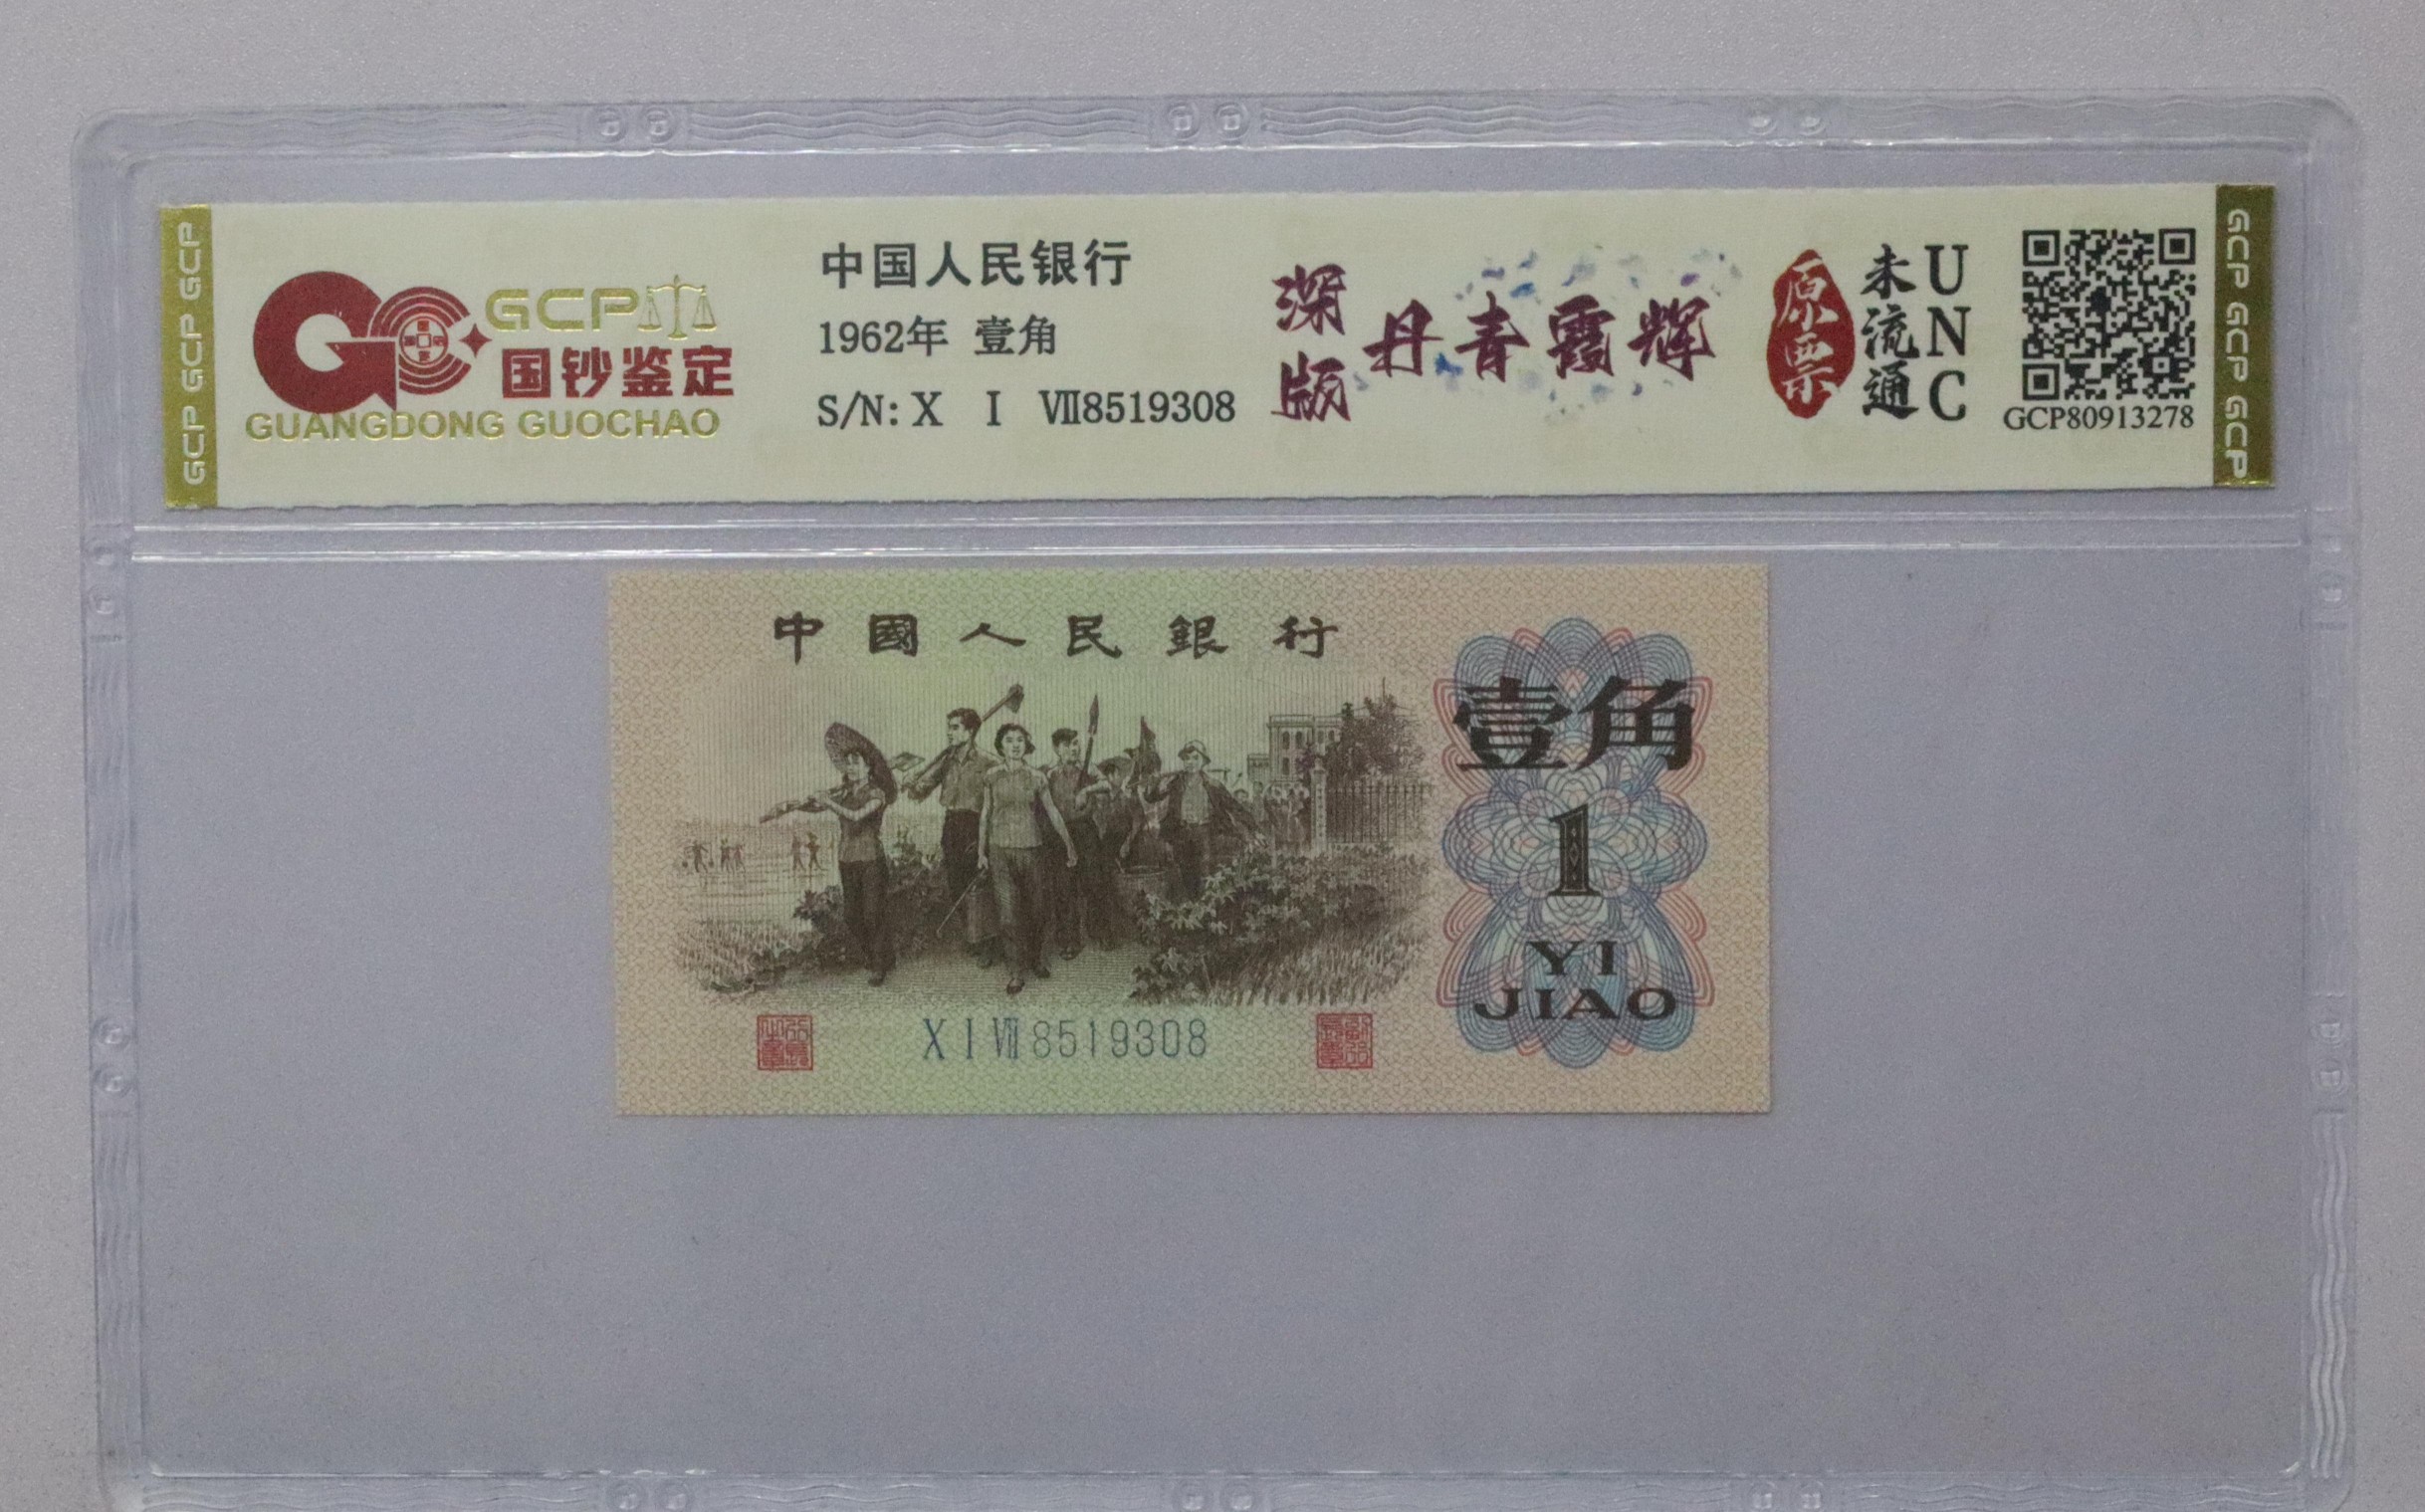 GCP GCP GCP
GCP
国钞鉴定
GUANGDONG GUOCHAO
中国人民银行
1962年 壹角
S/N: X I Ⅶ8519308
深版
丹青霞辉
原票
未流通
UNC
GCP80913278
GCP GCP GCP
中國人民銀行
壹角
1
YI
JIAO
X I Ⅶ 8519308